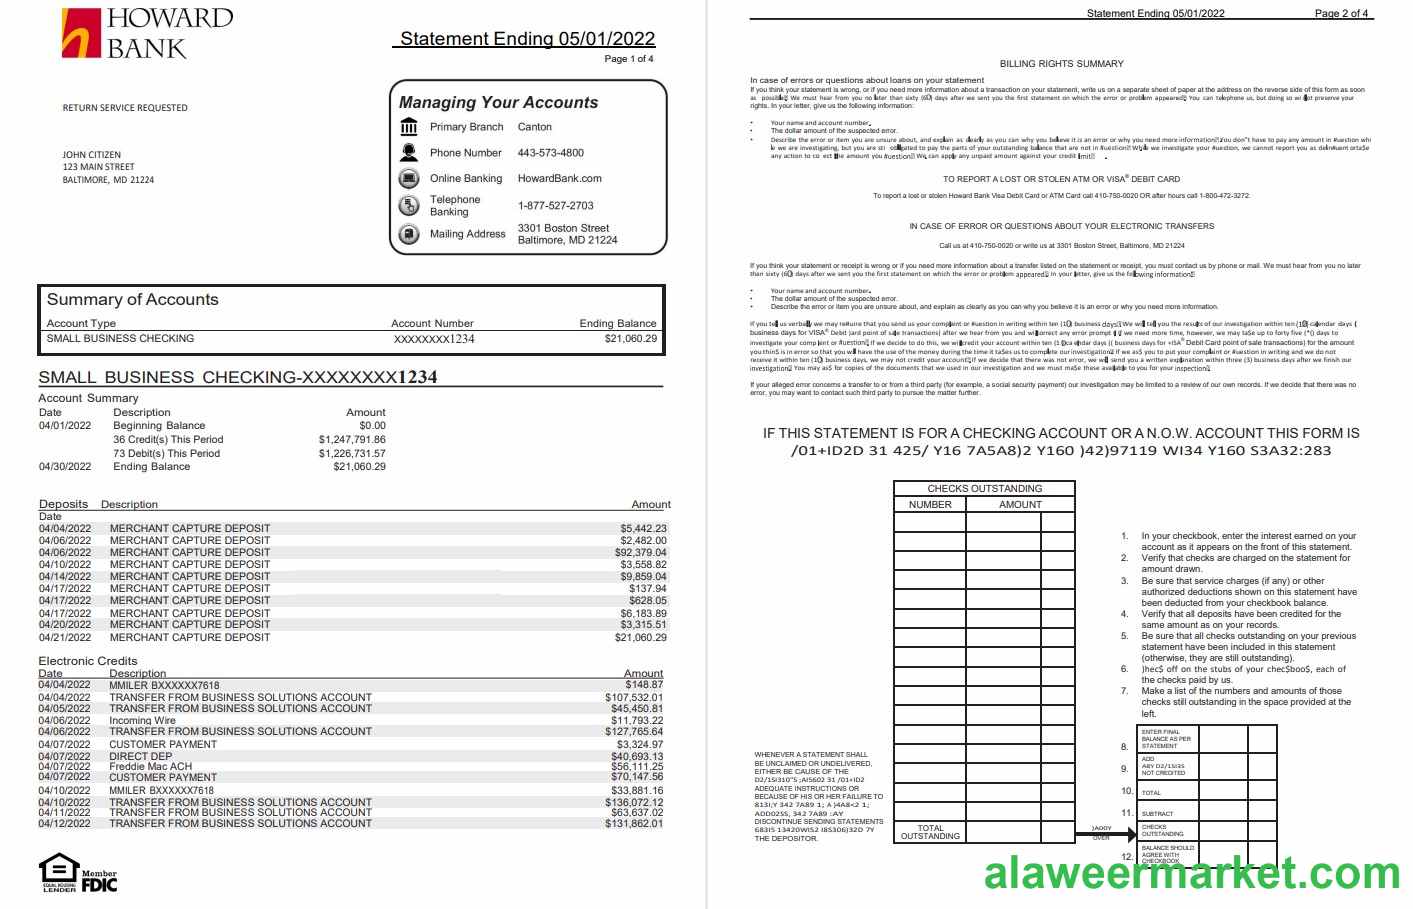 HOWARD
BANK
Statement Ending 05/01/2022
Page 1 of 4
RETURN SERVICE REQUESTED
JOHN CITIZEN
123 MAIN STREET
BALTIMORE, MD 21224
Managing Your Accounts
Primary Branch Canton
Phone Number 443-573-4800
Online Banking HowardBank.com
Telephone Banking 1-877-527-2703
Mailing Address 3301 Boston Street
Baltimore, MD 21224
Summary of Accounts
Account Type Account Number Ending Balance
SMALL BUSINESS CHECKING XXXXXXXX1234 $21,060.29
SMALL BUSINESS CHECKING-XXXXXXXX1234
Account Summary
Date Description Amount
04/01/2022 Beginning Balance $0.00
36 Credit(s) This Period $1,247,791.86
73 Debit(s) This Period $1,226,731.57
04/30/2022 Ending Balance $21,060.29
Deposits Description Amount
Date
04/04/2022 MERCHANT CAPTURE DEPOSIT $5,442.23
04/06/2022 MERCHANT CAPTURE DEPOSIT $2,482.00
04/06/2022 MERCHANT CAPTURE DEPOSIT $92,379.04
04/10/2022 MERCHANT CAPTURE DEPOSIT $3,558.82
04/14/2022 MERCHANT CAPTURE DEPOSIT $9,859.04
04/17/2022 MERCHANT CAPTURE DEPOSIT $137.94
04/17/2022 MERCHANT CAPTURE DEPOSIT $628.05
04/17/2022 MERCHANT CAPTURE DEPOSIT $6,183.89
04/20/2022 MERCHANT CAPTURE DEPOSIT $3,315.51
04/21/2022 MERCHANT CAPTURE DEPOSIT $21,060.29
Electronic Credits
Date Description Amount
04/04/2022 MMILER BXXXXXX7618 $148.87
04/04/2022 TRANSFER FROM BUSINESS SOLUTIONS ACCOUNT $107,532.01
04/05/2022 TRANSFER FROM BUSINESS SOLUTIONS ACCOUNT $45,450.81
04/06/2022 Incoming Wire $11,793.22
04/06/2022 TRANSFER FROM BUSINESS SOLUTIONS ACCOUNT $127,765.64
04/07/2022 CUSTOMER PAYMENT $3,324.97
04/07/2022 DIRECT DEP $40,693.13
04/07/2022 Freddie Mac ACH $56,111.25
04/07/2022 CUSTOMER PAYMENT $70,147.56
04/10/2022 MMILER BXXXXXX7618 $33,881.16
04/10/2022 TRANSFER FROM BUSINESS SOLUTIONS ACCOUNT $136,072.12
04/11/2022 TRANSFER FROM BUSINESS SOLUTIONS ACCOUNT $63,637.02
04/12/2022 TRANSFER FROM BUSINESS SOLUTIONS ACCOUNT $131,862.01
EQUAL HOUSING
LENDER
Member
FDIC
Statement Ending 05/01/2022 Page 2 of 4
BILLING RIGHTS SUMMARY
In case of errors or questions about loans on your statement
If you think your statement is wrong, or if you need more information about a transaction on your statement, write us on a separate sheet of paper at the address on the reverse side of this form as soon
as We must hear from you no later than sixty days after we sent you the first statement on which the error or problem You can telephone us, but doing so preserve your
rights. In your letter, give us the following information:
• Your name and account number.
• The dollar amount of the suspected error.
• Describe the error or item you are unsure about, and explain as clearly as you can why you believe it is an error or why you need more have to pay any amount in
we are investigating, but you are to pay the parts of your outstanding balance that are not in we investigate your we cannot report you as
any action to the amount you We can apply any unpaid amount against your credit
TO REPORT A LOST OR STOLEN ATM OR VISA® DEBIT CARD
To report a lost or stolen Howard Bank Visa Debit Card or ATM Card call 410-750-0020 OR after hours call 1-800-472-3272.
IN CASE OF ERROR OR QUESTIONS ABOUT YOUR ELECTRONIC TRANSFERS
Call us at 410-750-0020 or write us at 3301 Boston Street, Baltimore, MD 21224
If you think your statement or receipt is wrong or if you need more information about a transfer listed on the statement or receipt, you must contact us by phone or mail. We must hear from you no later
than sixty days after we sent you the first statement on which the error or problem In your letter, give us the following
• Your name and account number.
• The dollar amount of the suspected error.
• Describe the error or item you are unsure about, and explain as clearly as you can why you believe it is an error or why you need more information.
If you tell us verbally we may re#uire that you send us your complaint or #uestion in writing within ten business We will tell you the results of our investigation within ten calendar days (
business days for VISA® Debit card point of sale transactions) after we hear from you and will correct any error If we need more time, however, we may ta$e up to forty five (*() days to
investigate your complaint or If we decide to do this, we will credit your account within ten business days for Debit Card point of sale transactions) for the amount
you thin$ is in error so that you will have the use of the money during the time it ta$es us to complete our If we as$ you to put your complaint or #uestion in writing and we do not
receive it within ten business days, we may not credit your If we decide that there was not error, we will send you a written explanation within three (3) business days after we finish our
You may as$ for copies of the documents that we used in our investigation and we must ma$e these available to you for your
If your alleged error concerns a transfer to or from a third party (for example, a social security payment) our investigation may be limited to a review of our own records. If we decide that there was no
error, you may want to contact such third party to pursue the matter further.
IF THIS STATEMENT IS FOR A CHECKING ACCOUNT OR A N.O.W. ACCOUNT THIS FORM IS
/01+ID2D 31 425/ Y16 7A5A8)2 Y160 )42)97119 WI34 Y160 S3A32:283
CHECKS OUTSTANDING
NUMBER AMOUNT
TOTAL
OUTSTANDING
1. In your checkbook, enter the interest earned on your
account as it appears on the front of this statement.
2. Verify that checks are charged on the statement for
amount drawn.
3. Be sure that service charges (if any) or other
authorized deductions shown on this statement have
been deducted from your checkbook balance.
4. Verify that all deposits have been credited for the
same amount as on your records.
5. Be sure that all checks outstanding on your previous
statement have been included in this statement
(otherwise, they are still outstanding).
6. )hec$ off on the stubs of your chec$boo$, each of
the checks paid by us.
7. Make a list of the numbers and amounts of those
checks still outstanding in the space provided at the
left.
8. ENTER FINAL
BALANCE AS PER
STATEMENT
9. ADD
ANY D2/15I35
NOT CREDITED
10. TOTAL
11. SUBTRACT
)A00Y
OVER
CHECKS
OUTSTANDING
12. BALANCE SHOULD
AGREE WITH
CHECKBOOK
WHENEVER A STATEMENT SHALL
BE UNCLAIMED OR UNDELIVERED,
EITHER BE CAUSE OF THE
D2/15I310"5 ;AI5602 31 /01+ID2
ADEQUATE INSTRUCTIONS OR
BECAUSE OF HIS OR HER FAILURE TO
813I;Y 342 7A89 1; A )4A8<2 1;
ADD0255, 342 7A89 :AY
DISCONTINUE SENDING STATEMENTS
683I5 13420WI52 I85306)32D 7Y
THE DEPOSITOR.
alaweermarket.com